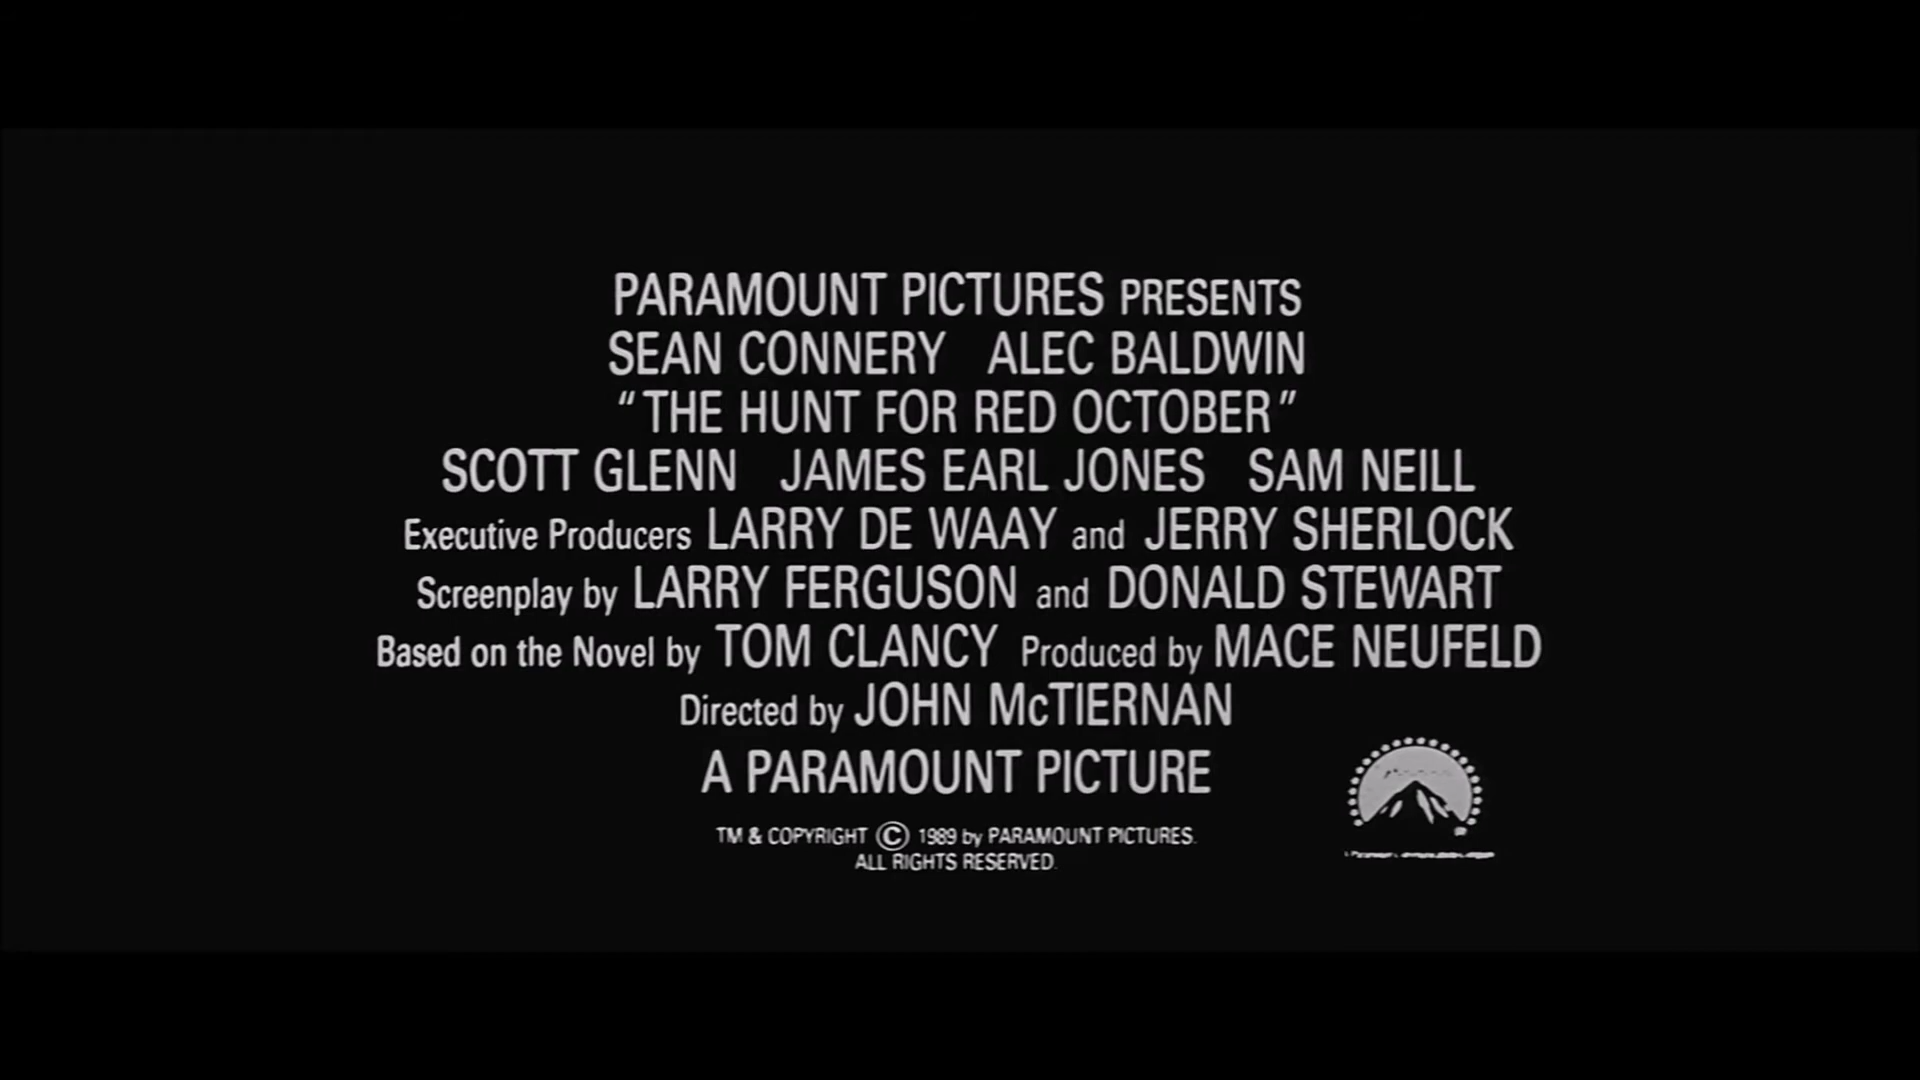 PARAMOUNT PICTURES PRESENTS
SEAN CONNERY ALEC BALDWIN
"THE HUNT FOR RED OCTOBER"
SCOTT GLENN JAMES EARL JONES SAM NEILL
Executive Producers LARRY DE WAAY and JERRY SHERLOCK
Screenplay by LARRY FERGUSON and DONALD STEWART
Based on the Novel by TOM CLANCY Produced by MACE NEUFELD
Directed by JOHN McTIERNAN
A PARAMOUNT PICTURE
TM & COPYRIGHT © 1989 by PARAMOUNT PICTURES.
ALL RIGHTS RESERVED.